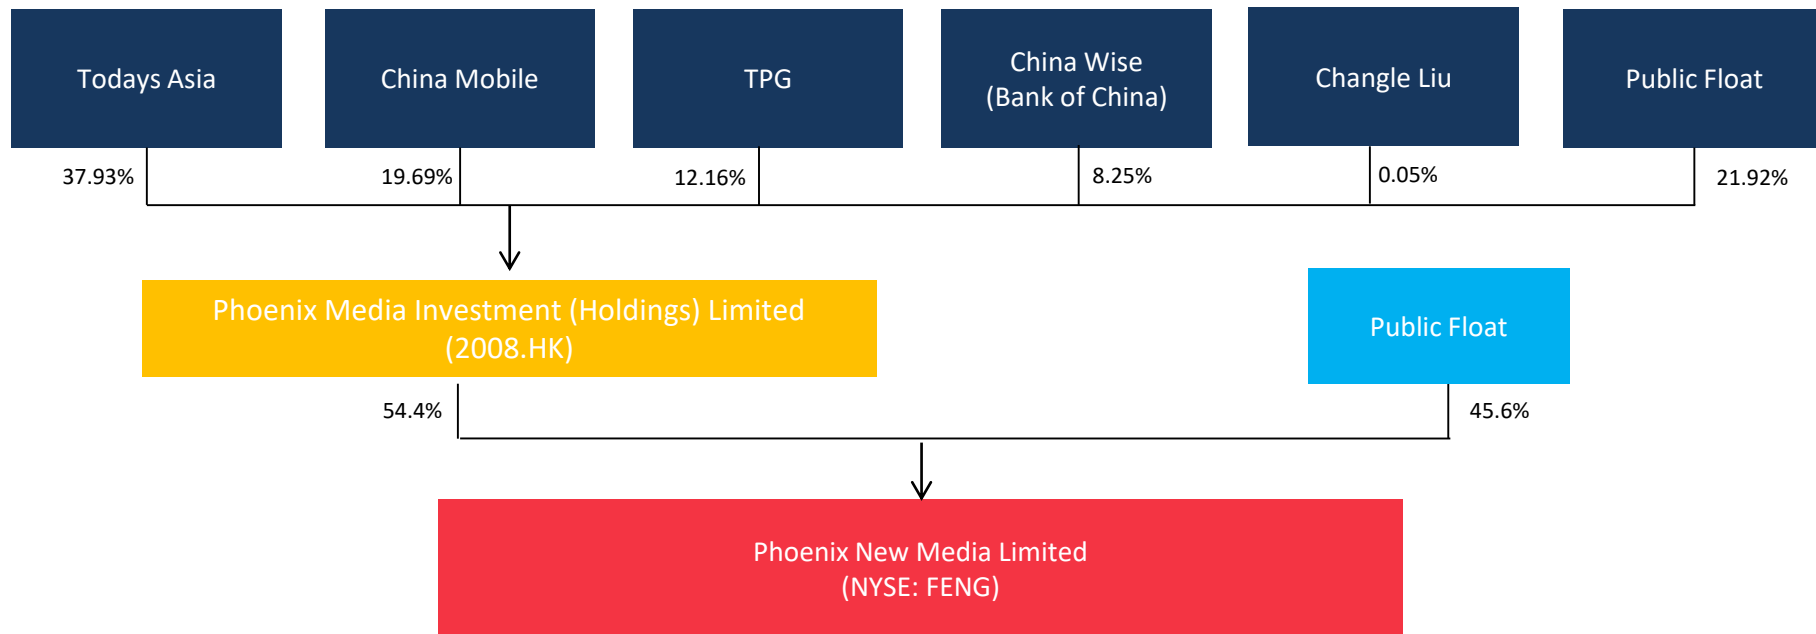 Todays Asia
China Mobile
TPG
China Wise
(Bank of China)
Changle Liu
Public Float
37.93%
19.69%
12.16%
8.25%
0.05%
21.92%
Phoenix Media Investment (Holdings) Limited
(2008.HK)
Public Float
54.4%
45.6%
Phoenix New Media Limited
(NYSE: FENG)